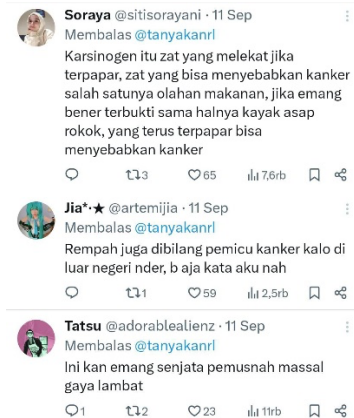 Soraya @sitisorayani · 11 Sep
Membalas @tanyakanrl
Karsinogen itu zat yang melekat jika
terpapar, zat yang bisa menyebabkan kanker
salah satunya olahan makanan, jika emang
bener terbukti sama halnya kayak asap
rokok, yang terus terpapar bisa
menyebabkan kanker
3 65 7,6rb
Jia*·★ @artemijia · 11 Sep
Membalas @tanyakanrl
Rempah juga dibilang pemicu kanker kalo di
luar negeri nder, b aja kata aku nah
1 59 2,5rb
Tatsu @adorablealienz · 11 Sep
Membalas @tanyakanrl
Ini kan emang senjata pemusnah massal
gaya lambat
1 2 23 11rb